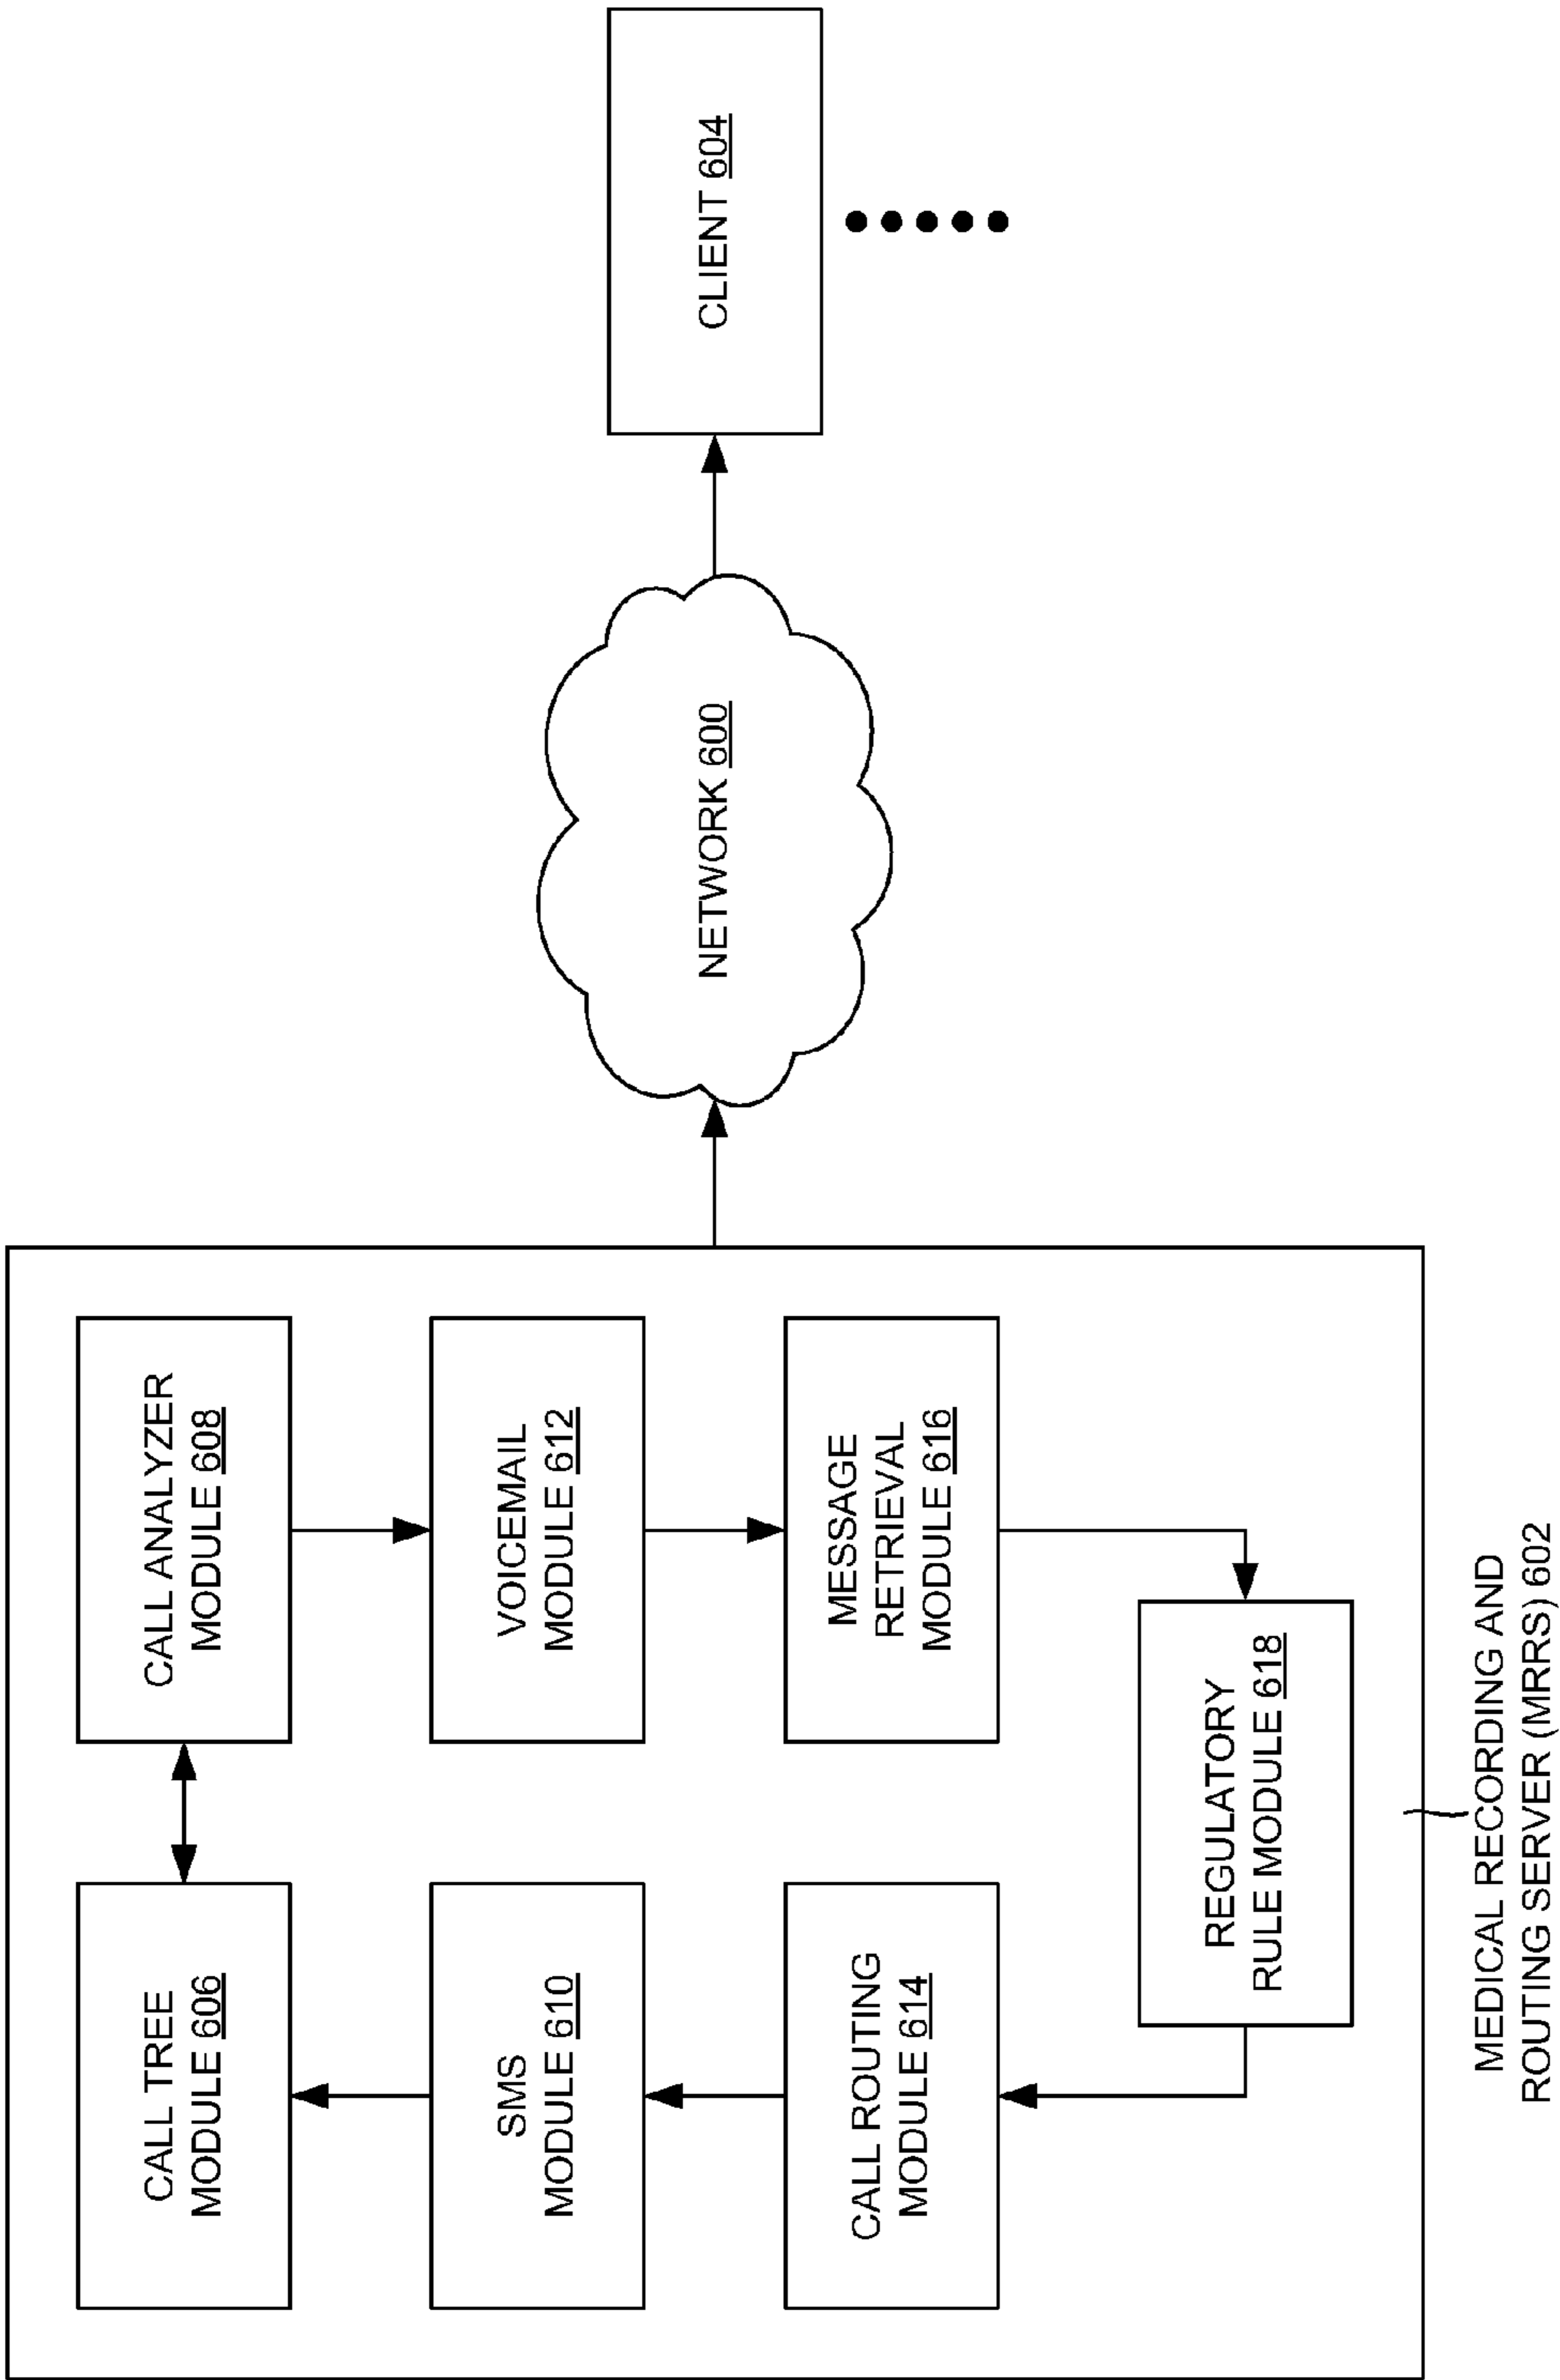 CALL TREE
MODULE 606
CALL ANALYZER
MODULE 608
SMS
MODULE 610
VOICEMAIL
MODULE 612
CALL ROUTING
MODULE 614
MESSAGE
RETRIEVAL
MODULE 616
REGULATORY
RULE MODULE 618
MEDICAL RECORDING AND
ROUTING SERVER (MRRS) 602
NETWORK 600
CLIENT 604